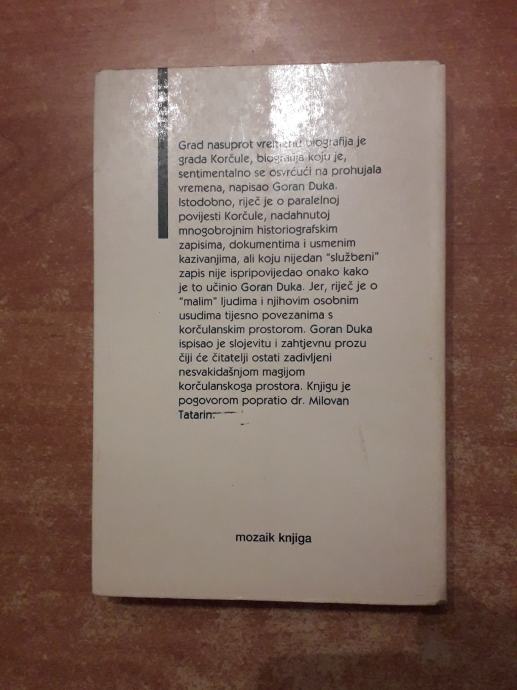 Grad nasuprot vremenu biografija je
grada Korčule, biografija koju je,
sentimentalno se osvrćući na prohujala
vremena, napisao Goran Duka.
Istodobno, riječ je o paralelnoj
povijesti Korčule, nadahnutoj
mnogobrojnim historiografskim
zapisima, dokumentima i usmenim
kazivanjima, ali koju nijedan "službeni"
zapis nije ispripovijedao onako kako
je to učinio Goran Duka. Jer, riječ je o
"malim" ljudima i njihovim osobnim
usudima tijesno povezanima s
korčulanskim prostorom. Goran Duka
ispisao je slojevitu i zahtjevnu prozu
čiji će čitatelji ostati zadivljeni
nesvakidašnjom magijom
korčulanskoga prostora. Knjigu je
pogovorom popratio dr. Milovan
Tatarin.
mozaik knjiga